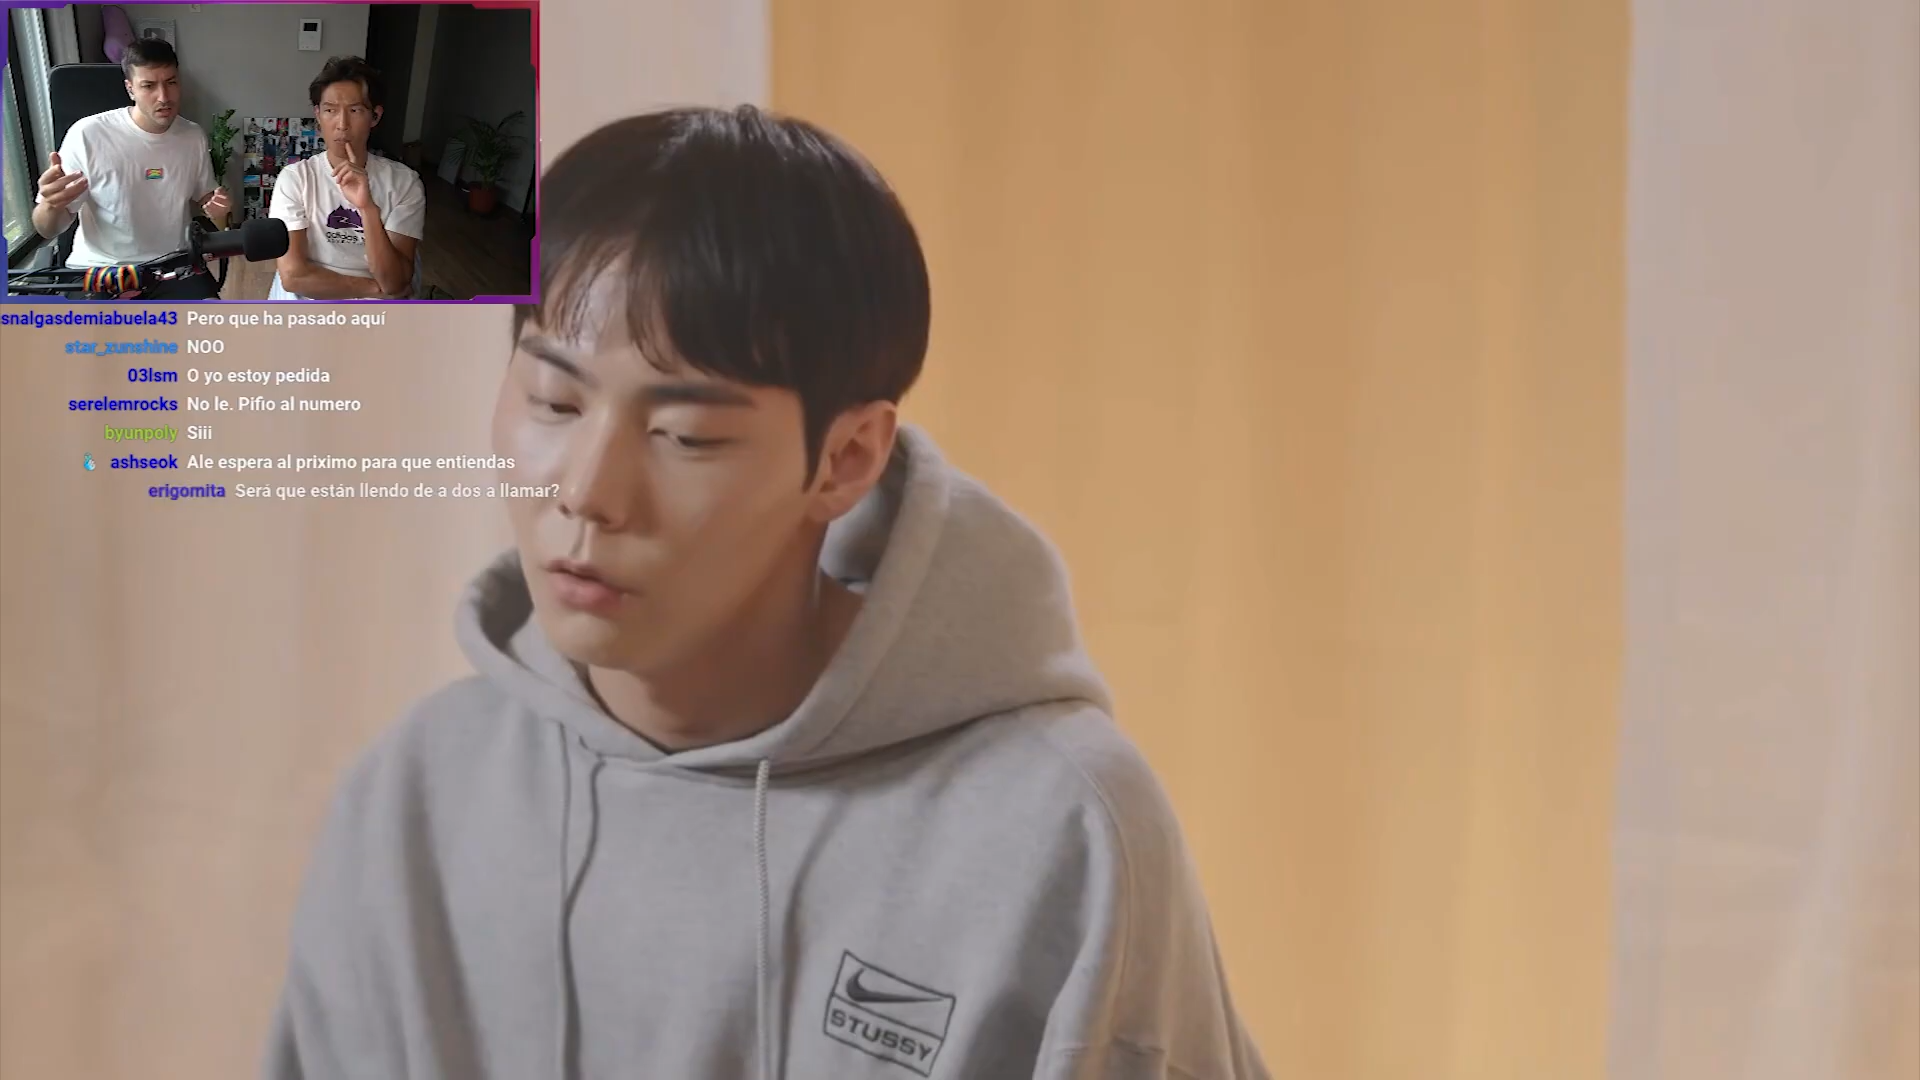 adidas
snalgasdemiabuela43 Pero que ha pasado aquí
star_xunshine NOO
03lsm O yo estoy pedida
serelemrocks No le. Pifio al numero
byunpoly Siii
ashseok Ale espera al priximo para que entiendas
erigomita Será que están llendo de a dos a llamar?
STUSSY